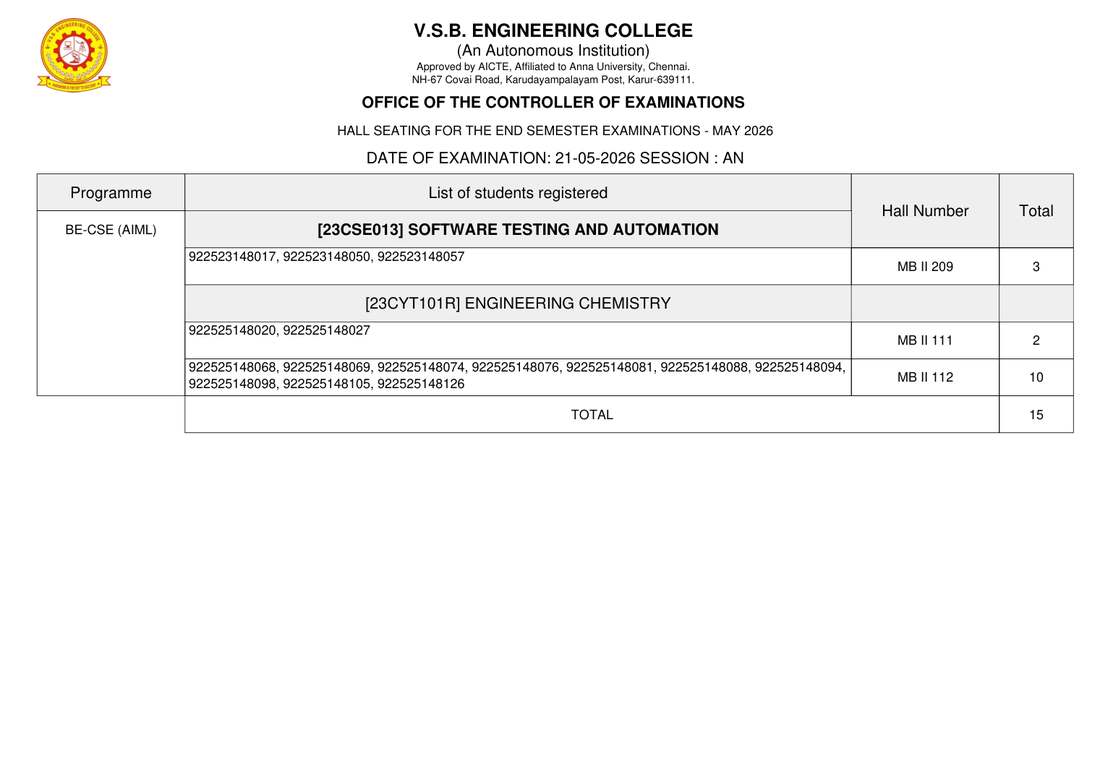 V.S.B. ENGINEERING COLLEGE
(An Autonomous Institution)
Approved by AICTE, Affiliated to Anna University, Chennai.
NH-67 Covai Road, Karudayampalayam Post, Karur-639111.
OFFICE OF THE CONTROLLER OF EXAMINATIONS
HALL SEATING FOR THE END SEMESTER EXAMINATIONS - MAY 2026
DATE OF EXAMINATION: 21-05-2026 SESSION : AN
Programme List of students registered Hall Number Total
BE-CSE (AIML) [23CSE013] SOFTWARE TESTING AND AUTOMATION
922523148017, 922523148050, 922523148057 MB II 209 3
[23CYT101R] ENGINEERING CHEMISTRY
922525148020, 922525148027 MB II 111 2
922525148068, 922525148069, 922525148074, 922525148076, 922525148081, 922525148088, 922525148094,
922525148098, 922525148105, 922525148126 MB II 112 10
TOTAL 15